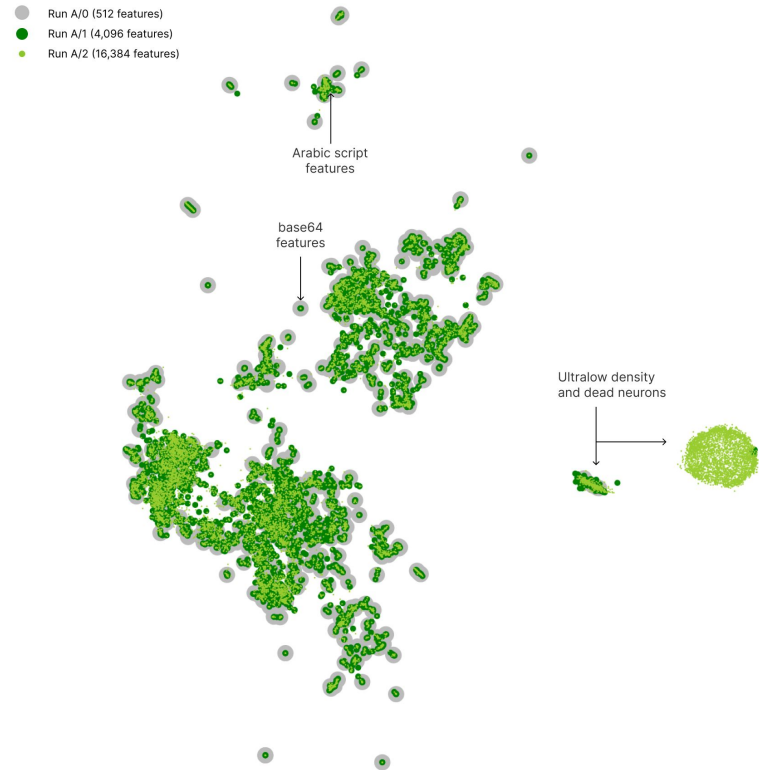 Run A/0 (512 features)
Run A/1 (4,096 features)
Run A/2 (16,384 features)
Arabic script
features
base64
features
Ultralow density
and dead neurons